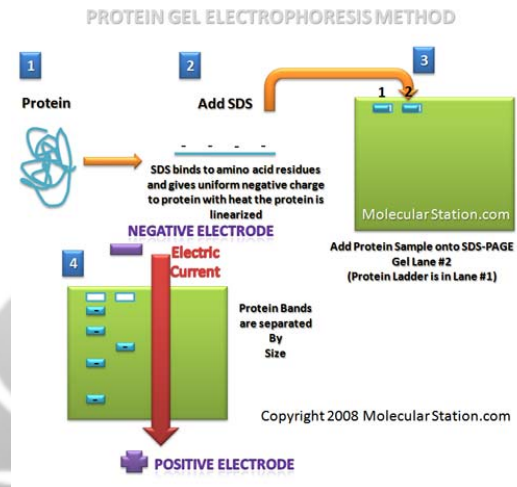 PROTEIN GEL ELECTROPHORESIS METHOD
1
Protein
2
Add SDS
- - - -
SDS binds to amino acid residues
and gives uniform negative charge
to protein with heat the protein is
linearized
3
1 2
MolecularStation.com
Add Protein Sample onto SDS-PAGE
Gel Lane #2
(Protein Ladder is in Lane #1)
4
NEGATIVE ELECTRODE
Electric
Current
Protein Bands
are separated
By
Size
Copyright 2008 MolecularStation.com
POSITIVE ELECTRODE